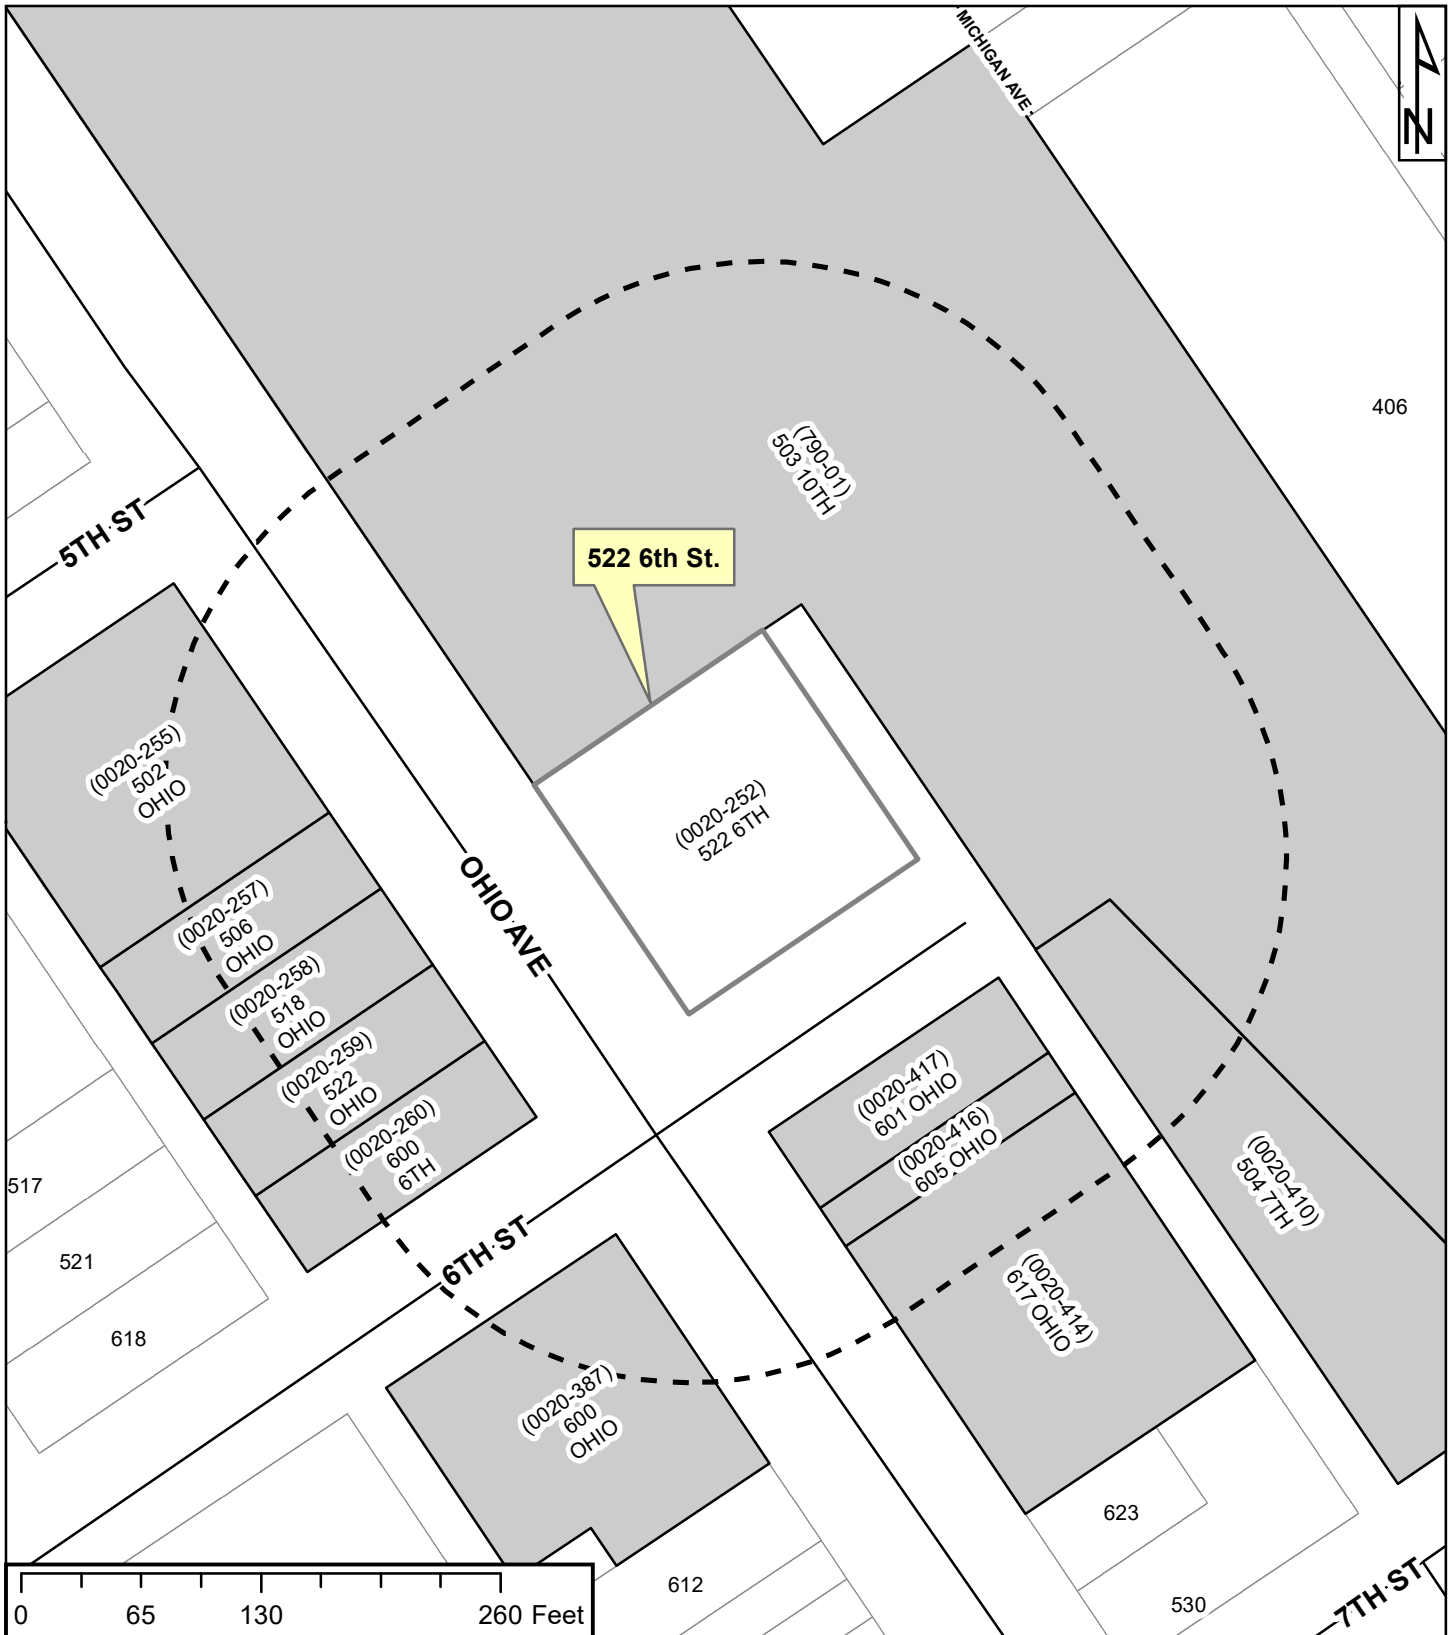 MICHIGAN AVE
N
406
(790-01)
503 10TH
5TH ST
522 6th St.
(0020-255)
502
OHIO
(0020-252)
522 6TH
OHIO AVE
(0020-257)
506
OHIO
(0020-258)
518
OHIO
(0020-259)
522
OHIO
(0020-260)
600
6TH
(0020-417)
601 OHIO
(0020-416)
605 OHIO
(0020-410)
504 7TH
517
521
618
6TH ST
(0020-414)
617 OHIO
(0020-387)
600
OHIO
623
612
530
7TH ST
0 65 130 260 Feet